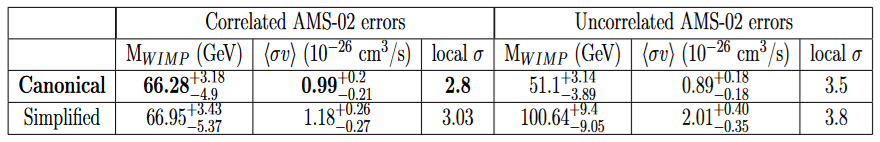 Correlated AMS-02 errors Uncorrelated AMS-02 errors
M_{WIMP} (GeV) ⟨σv⟩ (10^{−26} cm^3/s) local σ M_{WIMP} (GeV) ⟨σv⟩ (10^{−26} cm^3/s) local σ
Canonical 66.28^{+3.18}_{−4.9} 0.99^{+0.2}_{−0.21} 2.8 51.1^{+3.14}_{−3.89} 0.89^{+0.18}_{−0.18} 3.5
Simplified 66.95^{+3.43}_{−5.37} 1.18^{+0.26}_{−0.27} 3.03 100.64^{+9.4}_{−9.05} 2.01^{+0.40}_{−0.35} 3.8